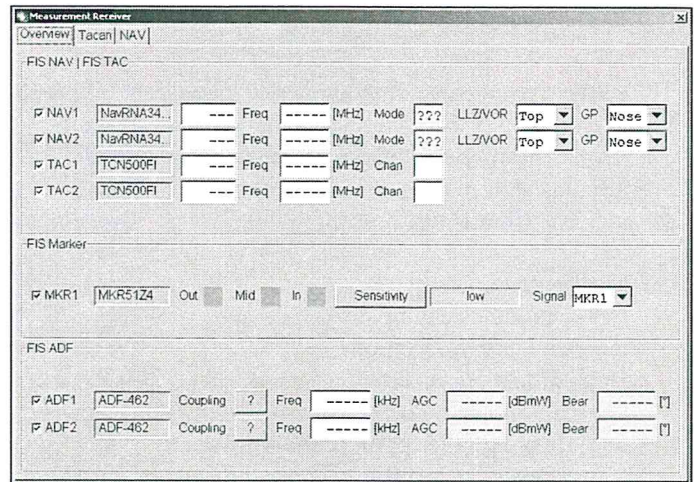 Measurement Receiver
Overview Tacan NAV
FIS NAV | FIS TAC
NAV1 NavRNA34... --- Freq ----- [MHz] Mode ??? LLZ/VOR Top GP Nose
NAV2 NavRNA34... --- Freq ----- [MHz] Mode ??? LLZ/VOR Top GP Nose
TAC1 TCN500FI --- Freq ----- [MHz] Chan
TAC2 TCN500FI --- Freq ----- [MHz] Chan
FIS Marker
MKR1 MKR51Z4 Out Mid In Sensitivity low Signal MKR1
FIS ADF
ADF1 ADF-462 Coupling ? Freq ----- [kHz] AGC ----- [dBmW] Bear ----- [°]
ADF2 ADF-462 Coupling ? Freq ----- [kHz] AGC ----- [dBmW] Bear ----- [°]